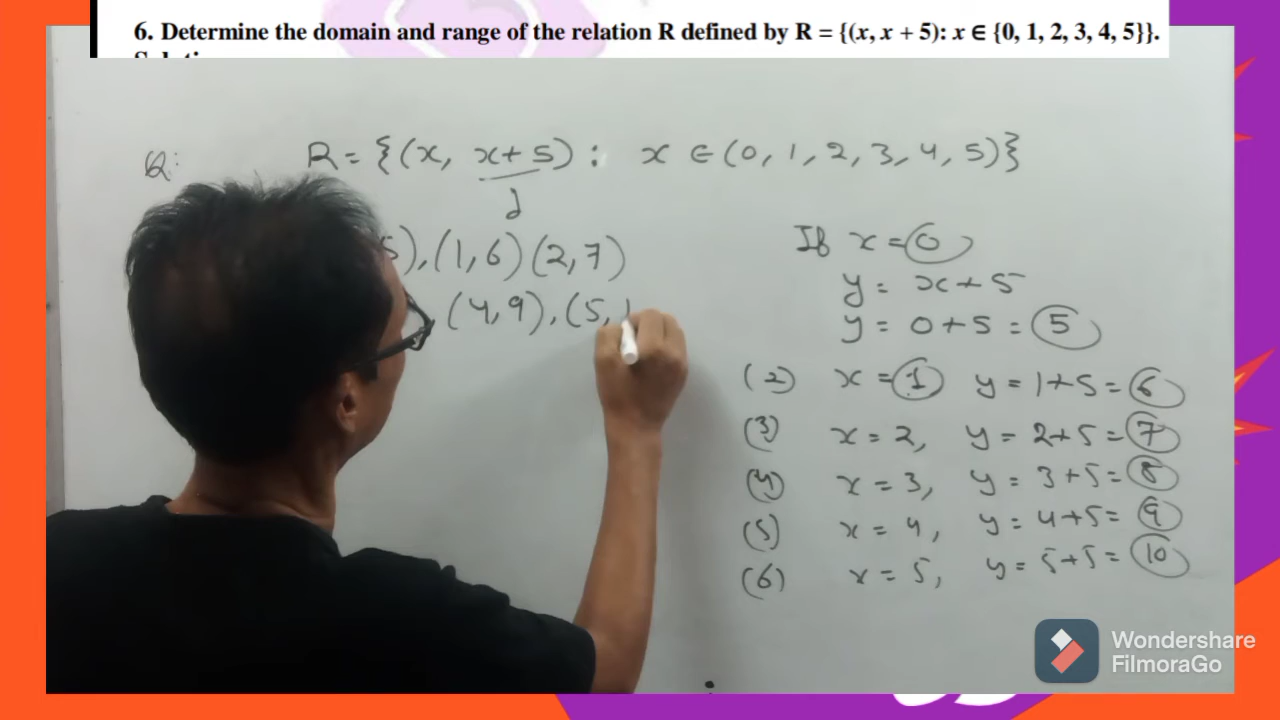 6. Determine the domain and range of the relation R defined by R = {(x, x + 5): x ∈ {0, 1, 2, 3, 4, 5}}.
Q: R = {(x, x+5) : x ∈ (0, 1, 2, 3, 4, 5)}
y
5), (1,6) (2,7)
, (4,9), (5,1
If x = 0
y = x+5
y = 0+5 = 5
(2) x = 1 y = 1+5 = 6
(3) x = 2, y = 2+5 = 7
(4) x = 3, y = 3+5 = 8
(5) x = 4, y = 4+5 = 9
(6) x = 5, y = 5+5 = 10
Wondershare
FilmoraGo